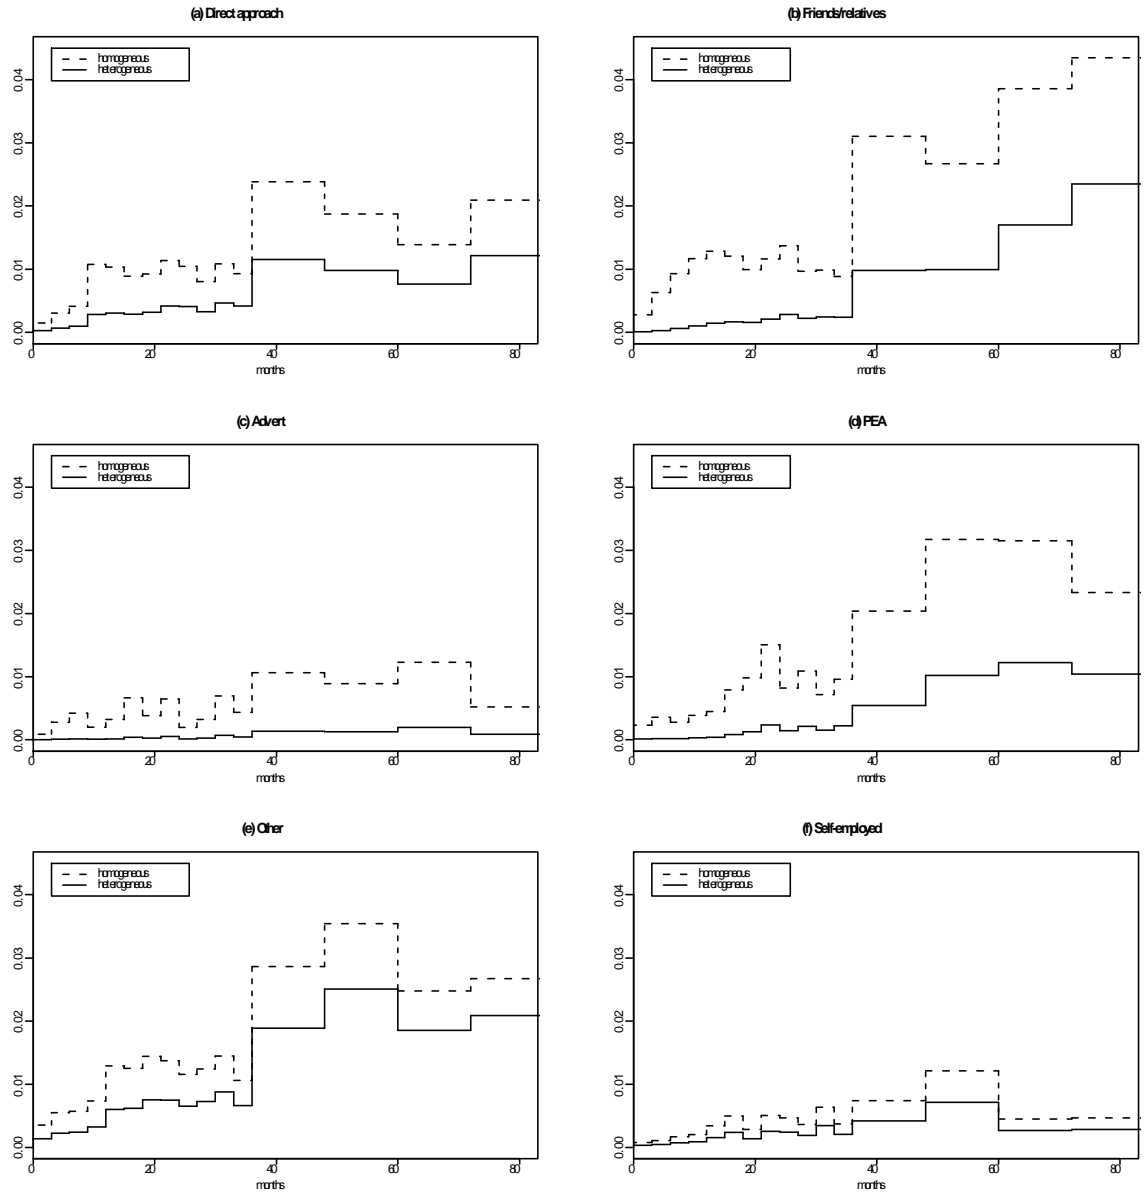 (a) Direct approach
homogeneous
heterogeneous
0.00 0.01 0.02 0.03 0.04
0 20 40 60 80
months
(b) Friends/relatives
homogeneous
heterogeneous
0.00 0.01 0.02 0.03 0.04
0 20 40 60 80
months
(c) Advert
homogeneous
heterogeneous
0.00 0.01 0.02 0.03 0.04
0 20 40 60 80
months
(d) PEA
homogeneous
heterogeneous
0.00 0.01 0.02 0.03 0.04
0 20 40 60 80
months
(e) Other
homogeneous
heterogeneous
0.00 0.01 0.02 0.03 0.04
0 20 40 60 80
months
(f) Self-employed
homogeneous
heterogeneous
0.00 0.01 0.02 0.03 0.04
0 20 40 60 80
months